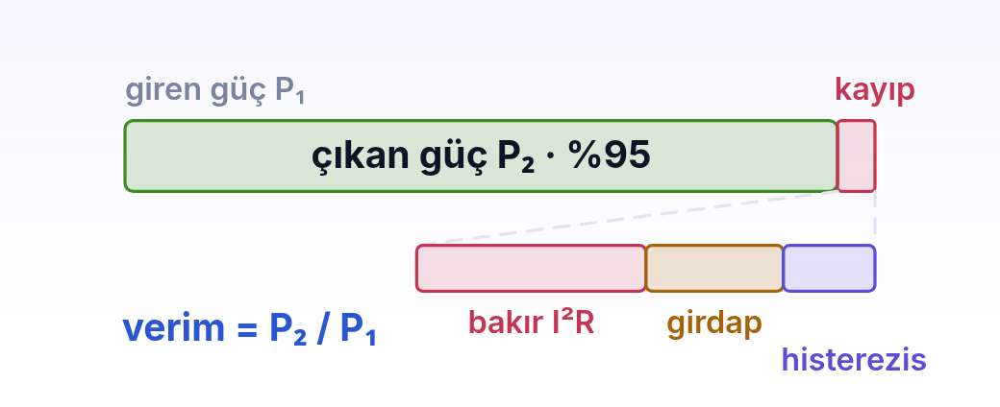 giren güç P₁
kayıp
çıkan güç P₂ · %95
bakır I²R
girdap
verim = P₂ / P₁
histerezis